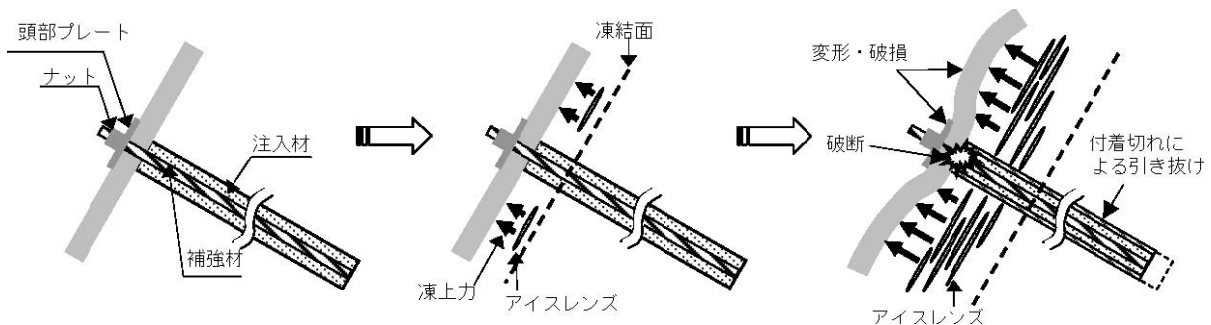 頭部プレート
ナット
注入材
補強材
凍結面
凍上力
アイスレンズ
変形・破損
破断
付着切れに
よる引き抜け
アイスレンズ